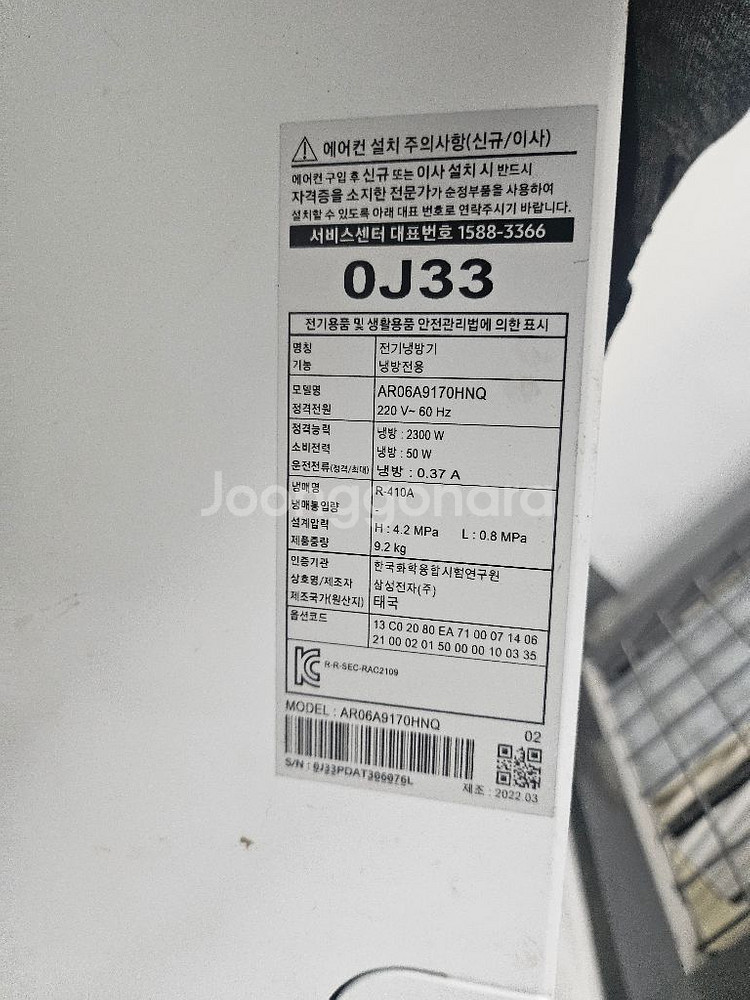 에어컨 설치 주의사항(신규/이사)
에어컨 구입 후 신규 또는 이사 설치 시 반드시
자격증을 소지한 전문가가 순정부품을 사용하여
설치할 수 있도록 아래 대표 번호로 연락주시기 바랍니다.
서비스센터 대표번호 1588-3366
0J33
전기용품 및 생활용품 안전관리법에 의한 표시
명칭 전기냉방기
기능 냉방전용
모델명 AR06A9170HNQ
정격전원 220 V~ 60 Hz
정격능력 냉방 : 2300 W
소비전력 냉방 : 50 W
운전전류(정격/최대) 냉방 : 0.37 A
냉매명 R-410A
냉매봉입량
설계압력 H : 4.2 MPa L : 0.8 MPa
제품중량 9.2 kg
인증기관 한국화학융합시험연구원
상호명/제조자 삼성전자(주)
제조국가(원산지) 태국
옵션코드 13 C0 20 80 EA 71 00 07 14 06
21 00 02 01 50 00 00 10 03 35
R-R-SEC-RAC2109
MODEL : AR06A9170HNQ
02
S/N : 0J33PDAT306076L
제조 : 2022.03
Joonggonara